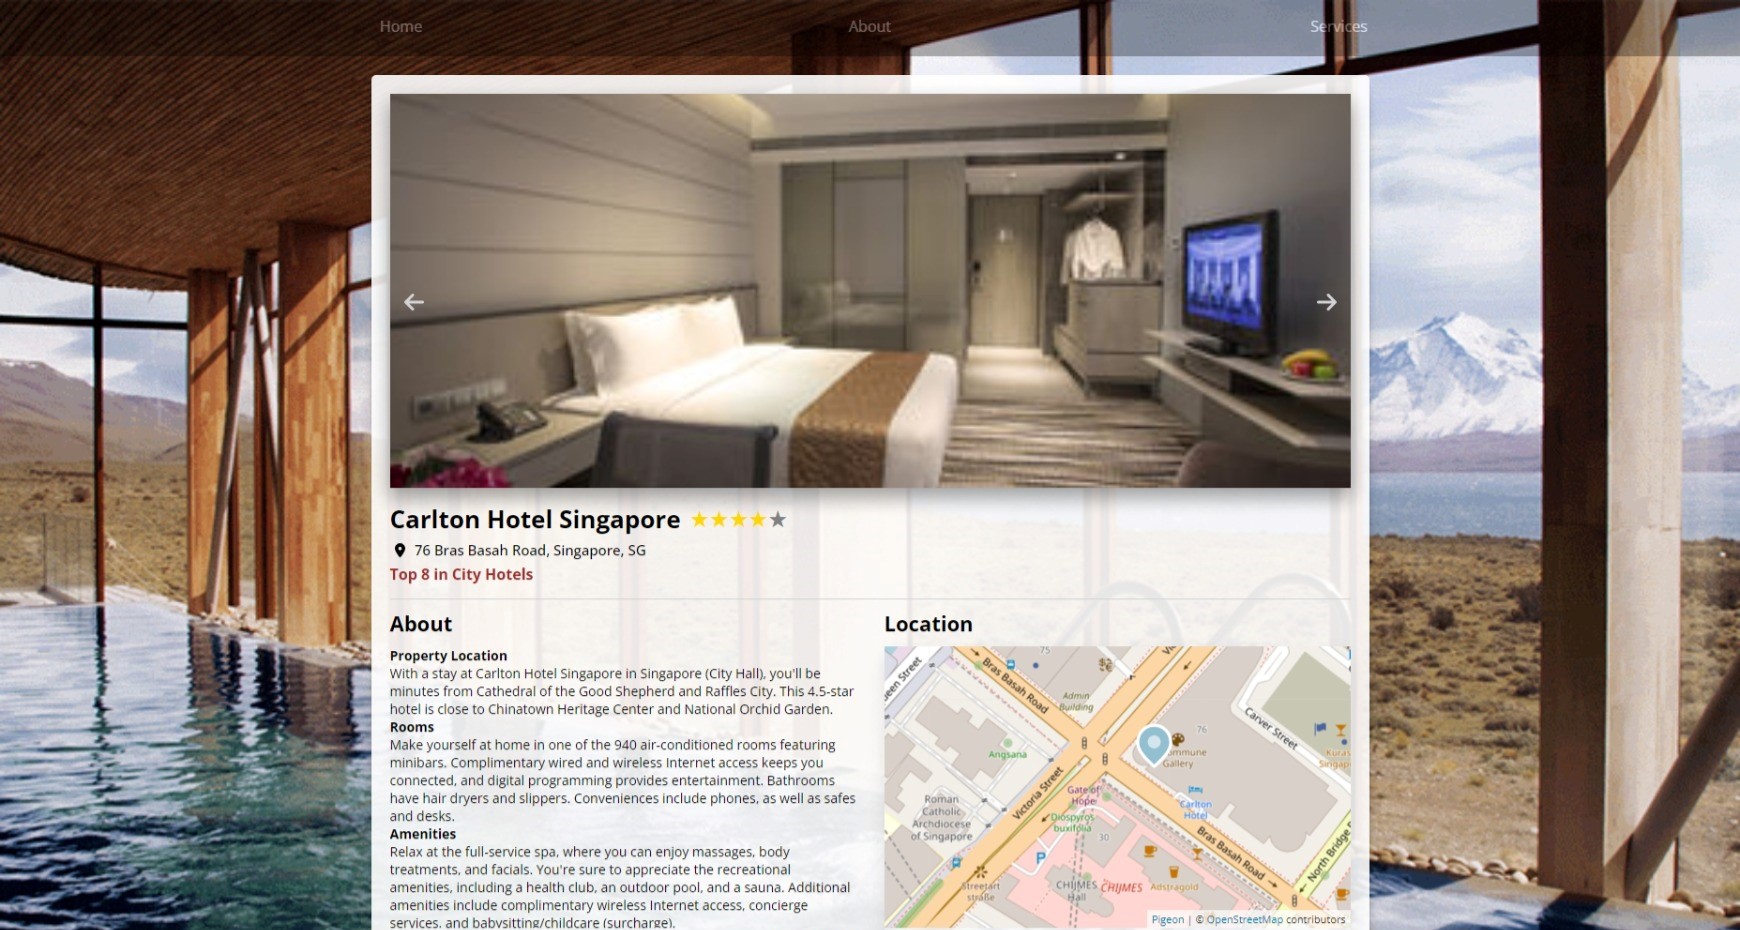 Home
About
Services
Carlton Hotel Singapore
76 Bras Basah Road, Singapore, SG
Top 8 in City Hotels
About
Property Location
With a stay at Carlton Hotel Singapore in Singapore (City Hall), you'll be
minutes from Cathedral of the Good Shepherd and Raffles City. This 4.5-star
hotel is close to Chinatown Heritage Center and National Orchid Garden.
Rooms
Make yourself at home in one of the 940 air-conditioned rooms featuring
minibars. Complimentary wired and wireless Internet access keeps you
connected, and digital programming provides entertainment. Bathrooms
have hair dryers and slippers. Conveniences include phones, as well as safes
and desks.
Amenities
Relax at the full-service spa, where you can enjoy massages, body
treatments, and facials. You're sure to appreciate the recreational
amenities, including a health club, an outdoor pool, and a sauna. Additional
amenities include complimentary wireless Internet access, concierge
services, and babysitting/childcare (surcharge).
Location
75
een Street
Bras Basah Road
Admin
Building
76
Carver Street
Angsana
mmune
Gallery
Kuras
Singap
Victoria Street
Gate of
Hope
Carlton
Hotel
Roman
Catholic
Archdiocese
of Singapore
Diospyros
buxifolia
30
Bras Basah Road
North Bridge
P
Streetart
straße
CHIJMES
Hall
CHIJMES
Adstragold
Pigeon | © OpenStreetMap contributors